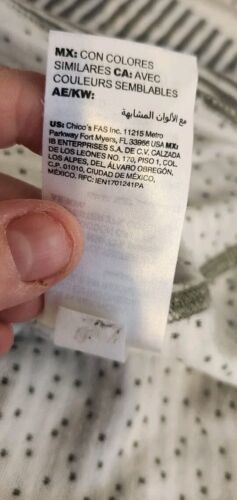 MX: CON COLORES
SIMILARES CA: AVEC
COULEURS SEMBLABLES
AE/KW:
مع الألوان المشابهة
US: Chico's FAS Inc. 11215 Metro
Parkway Fort Myers, FL 33966 USA MX:
IB ENTERPRISES S.A. DE C.V. CALZADA
DE LOS LEONES NO. 170, PISO 1, COL
LOS ALPES, DEL. ÁLVARO OBREGÓN,
C.P. 01010, CIUDAD DE MÉXICO,
MÉXICO. RFC: IEN1701241PA